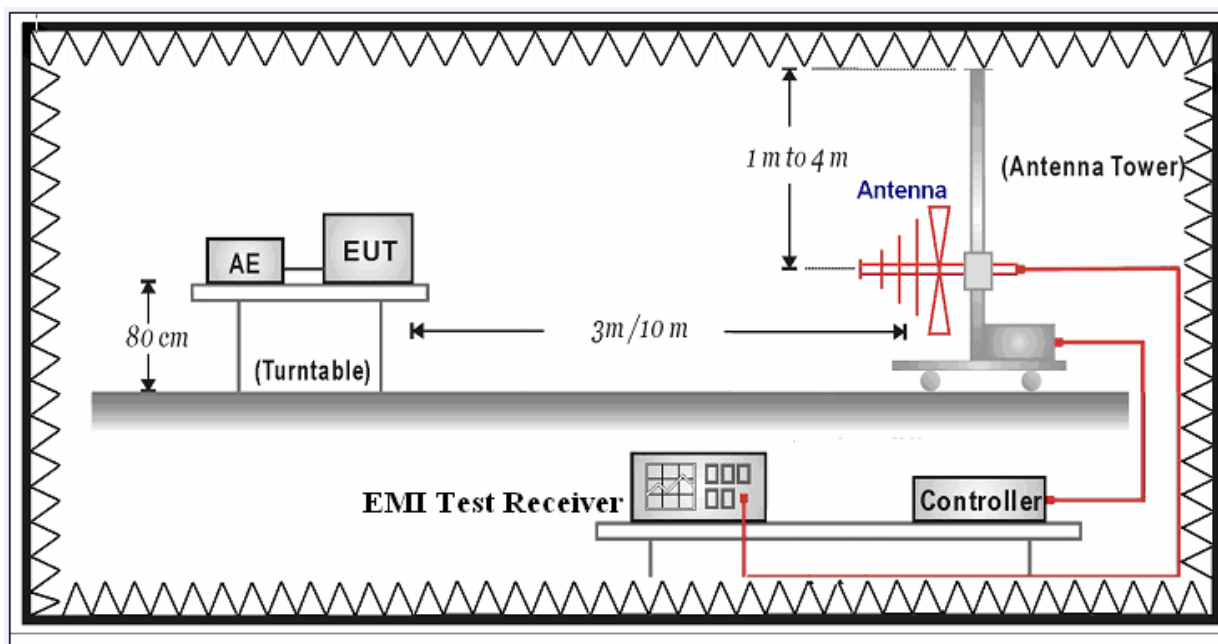 1 m to 4 m
(Antenna Tower)
Antenna
AE
EUT
80 cm
3m/10 m
(Turntable)
EMI Test Receiver
Controller